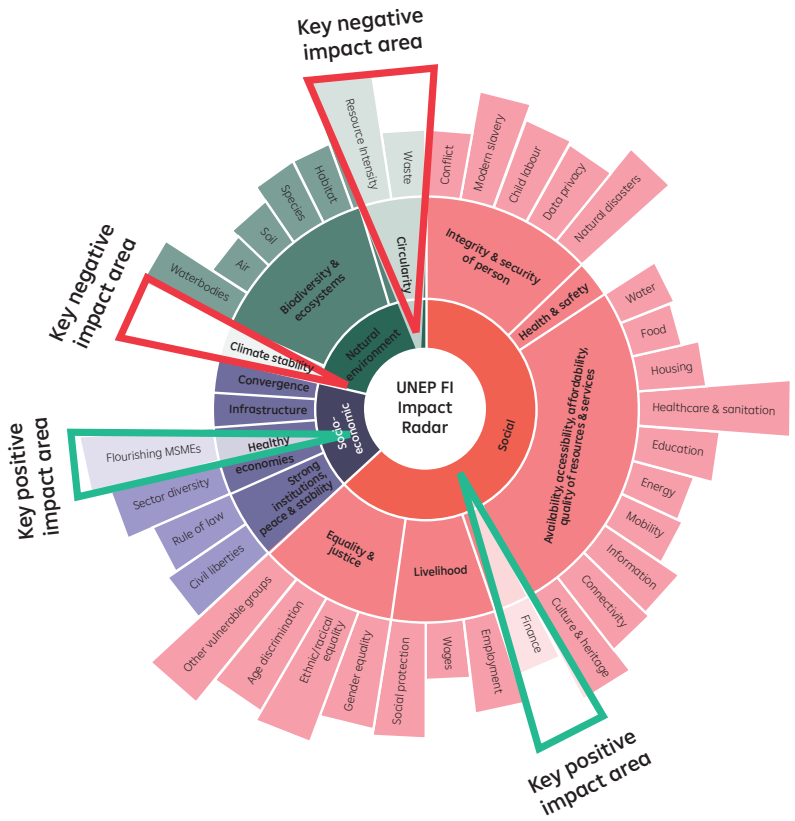 Key negative
impact area
Key negative
impact area
Key positive
impact area
Key positive
impact area
UNEP FI
Impact
Radar
Natural
environment
Circularity
Resource Intensity
Waste
Biodiversity &
ecosystems
Habitat
Species
Soil
Air
Waterbodies
Climate stability
Social
Integrity & security
of person
Conflict
Modern slavery
Child labour
Data privacy
Natural disasters
Health & safety
Availability, accessibility, affordability,
quality of resources & services
Water
Food
Housing
Healthcare & sanitation
Education
Energy
Mobility
Information
Connectivity
Culture & heritage
Finance
Livelihood
Employment
Wages
Social protection
Equality &
justice
Gender equality
Ethnic/racical
equality
Age discrimination
Other vulnerable groups
Socio-
economic
Strong
institutions,
peace & stability
Civil liberties
Rule of law
Healthy
economies
Sector diversity
Flourishing MSMEs
Infrastructure
Convergence